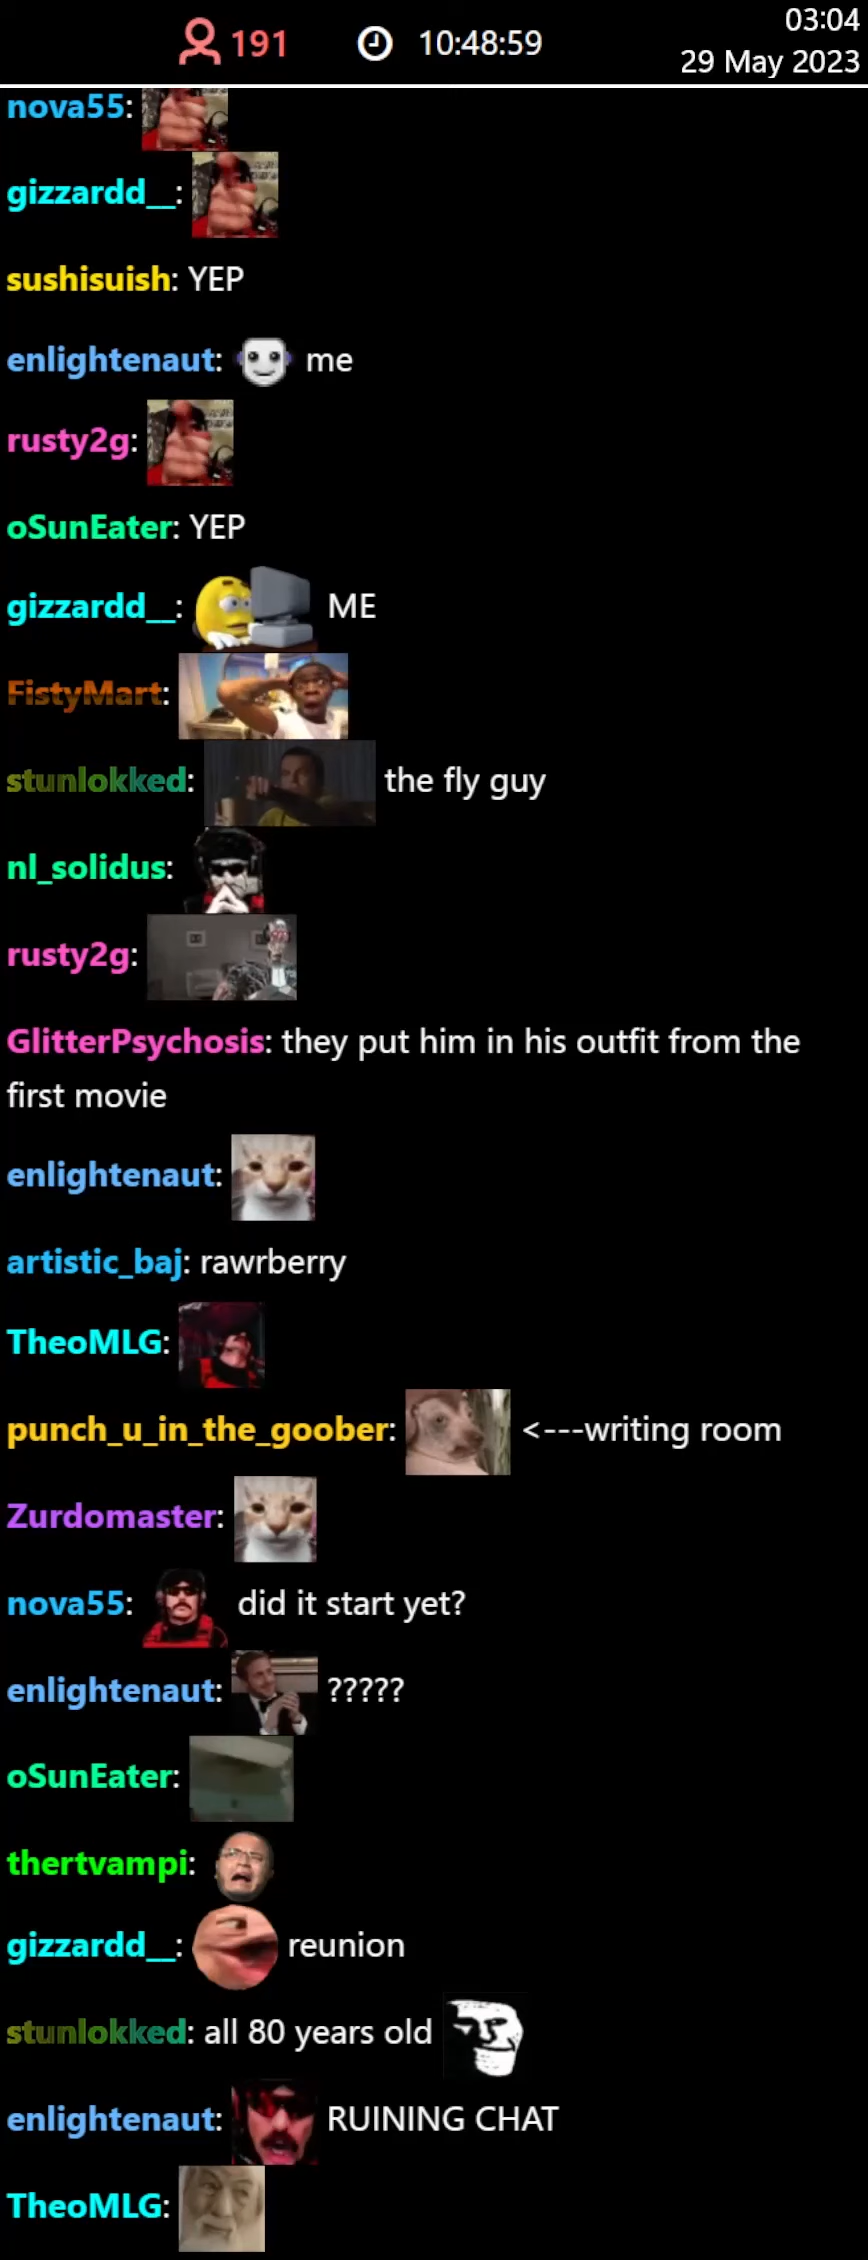 191 10:48:59 03:04
29 May 2023
nova55:
gizzardd__:
sushisuish: YEP
enlightenaut: me
rusty2g:
oSunEater: YEP
gizzardd__: ME
FistyMart:
stunlokked: the fly guy
nl_solidus:
rusty2g:
GlitterPsychosis: they put him in his outfit from the
first movie
enlightenaut:
artistic_baj: rawrberry
TheoMLG:
punch_u_in_the_goober: <---writing room
Zurdomaster:
nova55: did it start yet?
enlightenaut: ?????
oSunEater:
thertvampi:
gizzardd__: reunion
stunlokked: all 80 years old
enlightenaut: RUINING CHAT
TheoMLG: